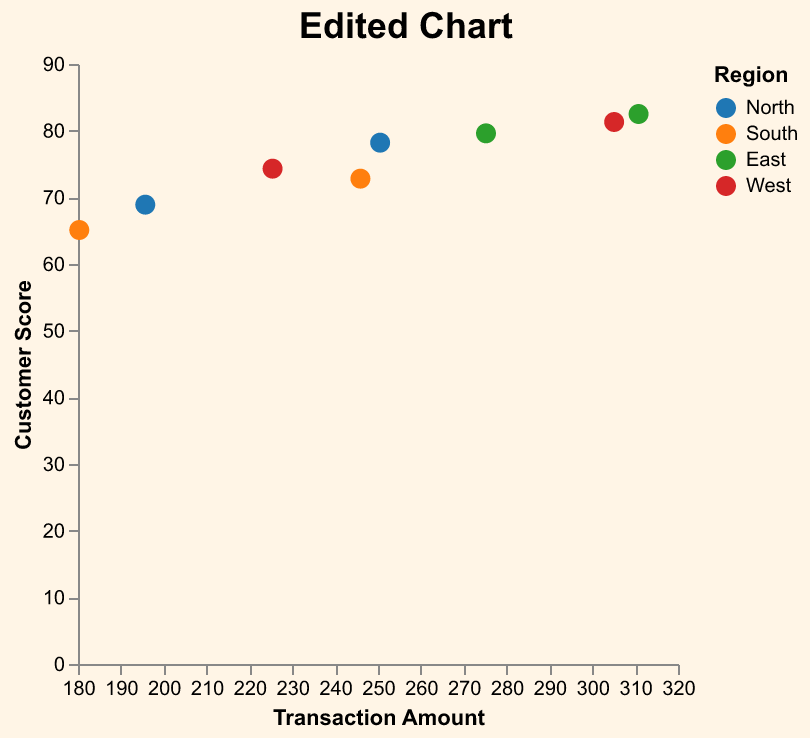 Edited Chart
90
80
70
60
50
40
30
20
10
0
Customer Score
180 190 200 210 220 230 240 250 260 270 280 290 300 310 320
Transaction Amount
Region
North
South
East
West